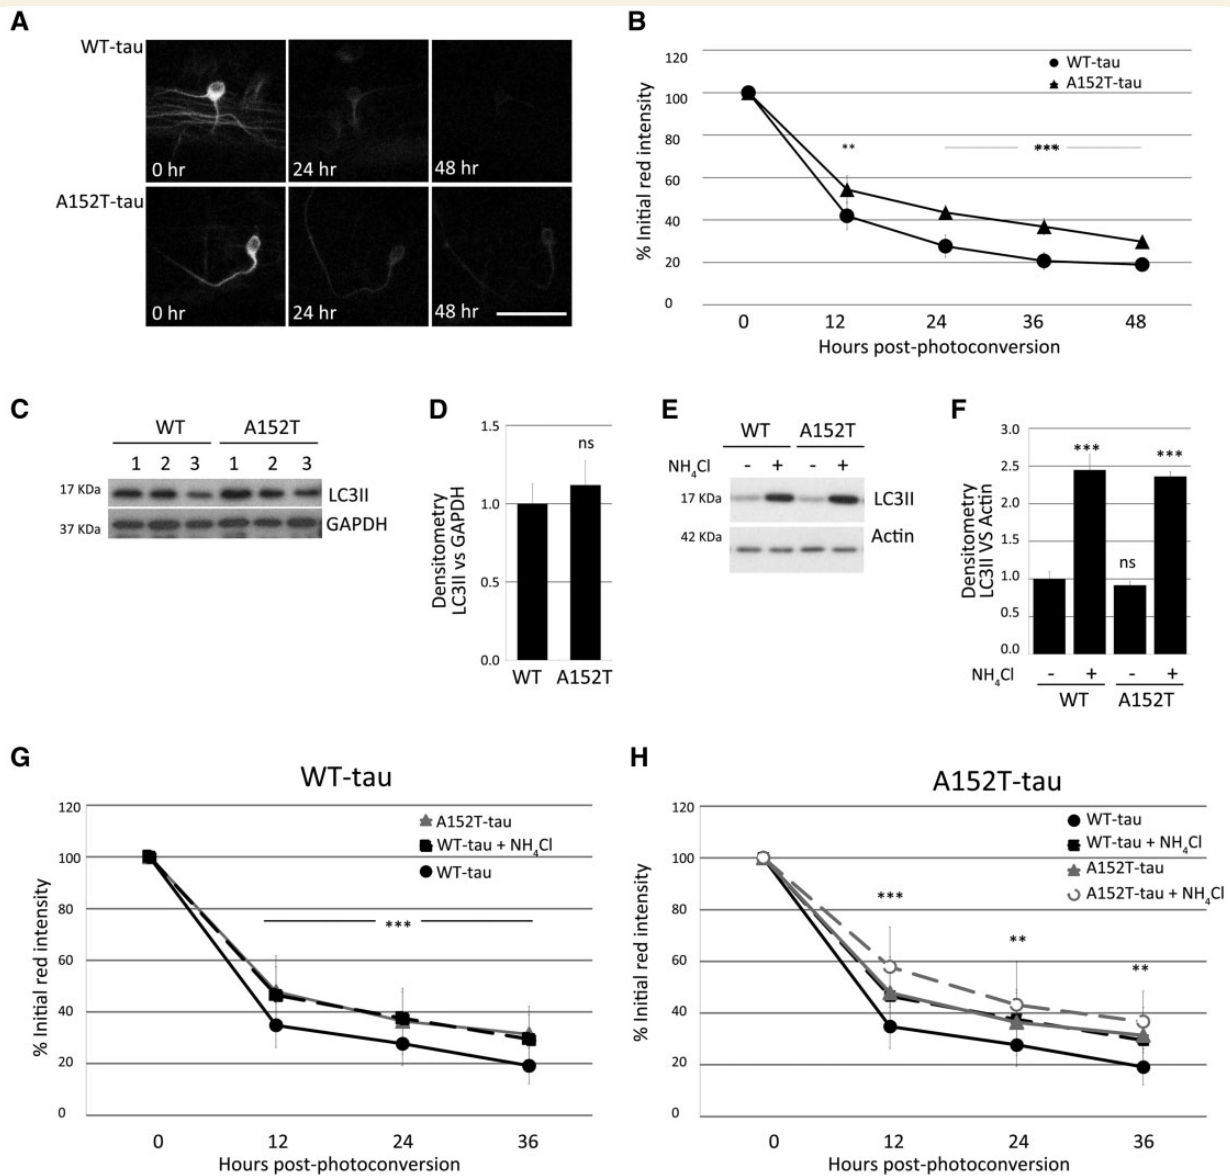 A
WT-tau
0 hr
24 hr
48 hr
A152T-tau
0 hr
24 hr
48 hr
B
% Initial red intensity
120
100
80
60
40
20
0
WT-tau
A152T-tau
**
***
0
12
24
36
48
Hours post-photoconversion
C
WT
A152T
1 2 3 1 2 3
17 KDa
LC3II
37 KDa
GAPDH
D
Densitometry
LC3II vs GAPDH
1.5
1.0
0.5
0.0
ns
WT
A152T
E
WT
A152T
NH4Cl - + - +
17 KDa
LC3II
42 KDa
Actin
F
Densitometry
LC3II VS Actin
3.0
2.5
2.0
1.5
1.0
0.5
0.0
***
ns
***
NH4Cl - + - +
WT
A152T
G
WT-tau
% Initial red intensity
120
100
80
60
40
20
0
A152T-tau
WT-tau + NH4Cl
WT-tau
***
0
12
24
36
Hours post-photoconversion
H
A152T-tau
% Initial red intensity
120
100
80
60
40
20
0
WT-tau
WT-tau + NH4Cl
A152T-tau
A152T-tau + NH4Cl
***
**
**
0
12
24
36
Hours post-photoconversion